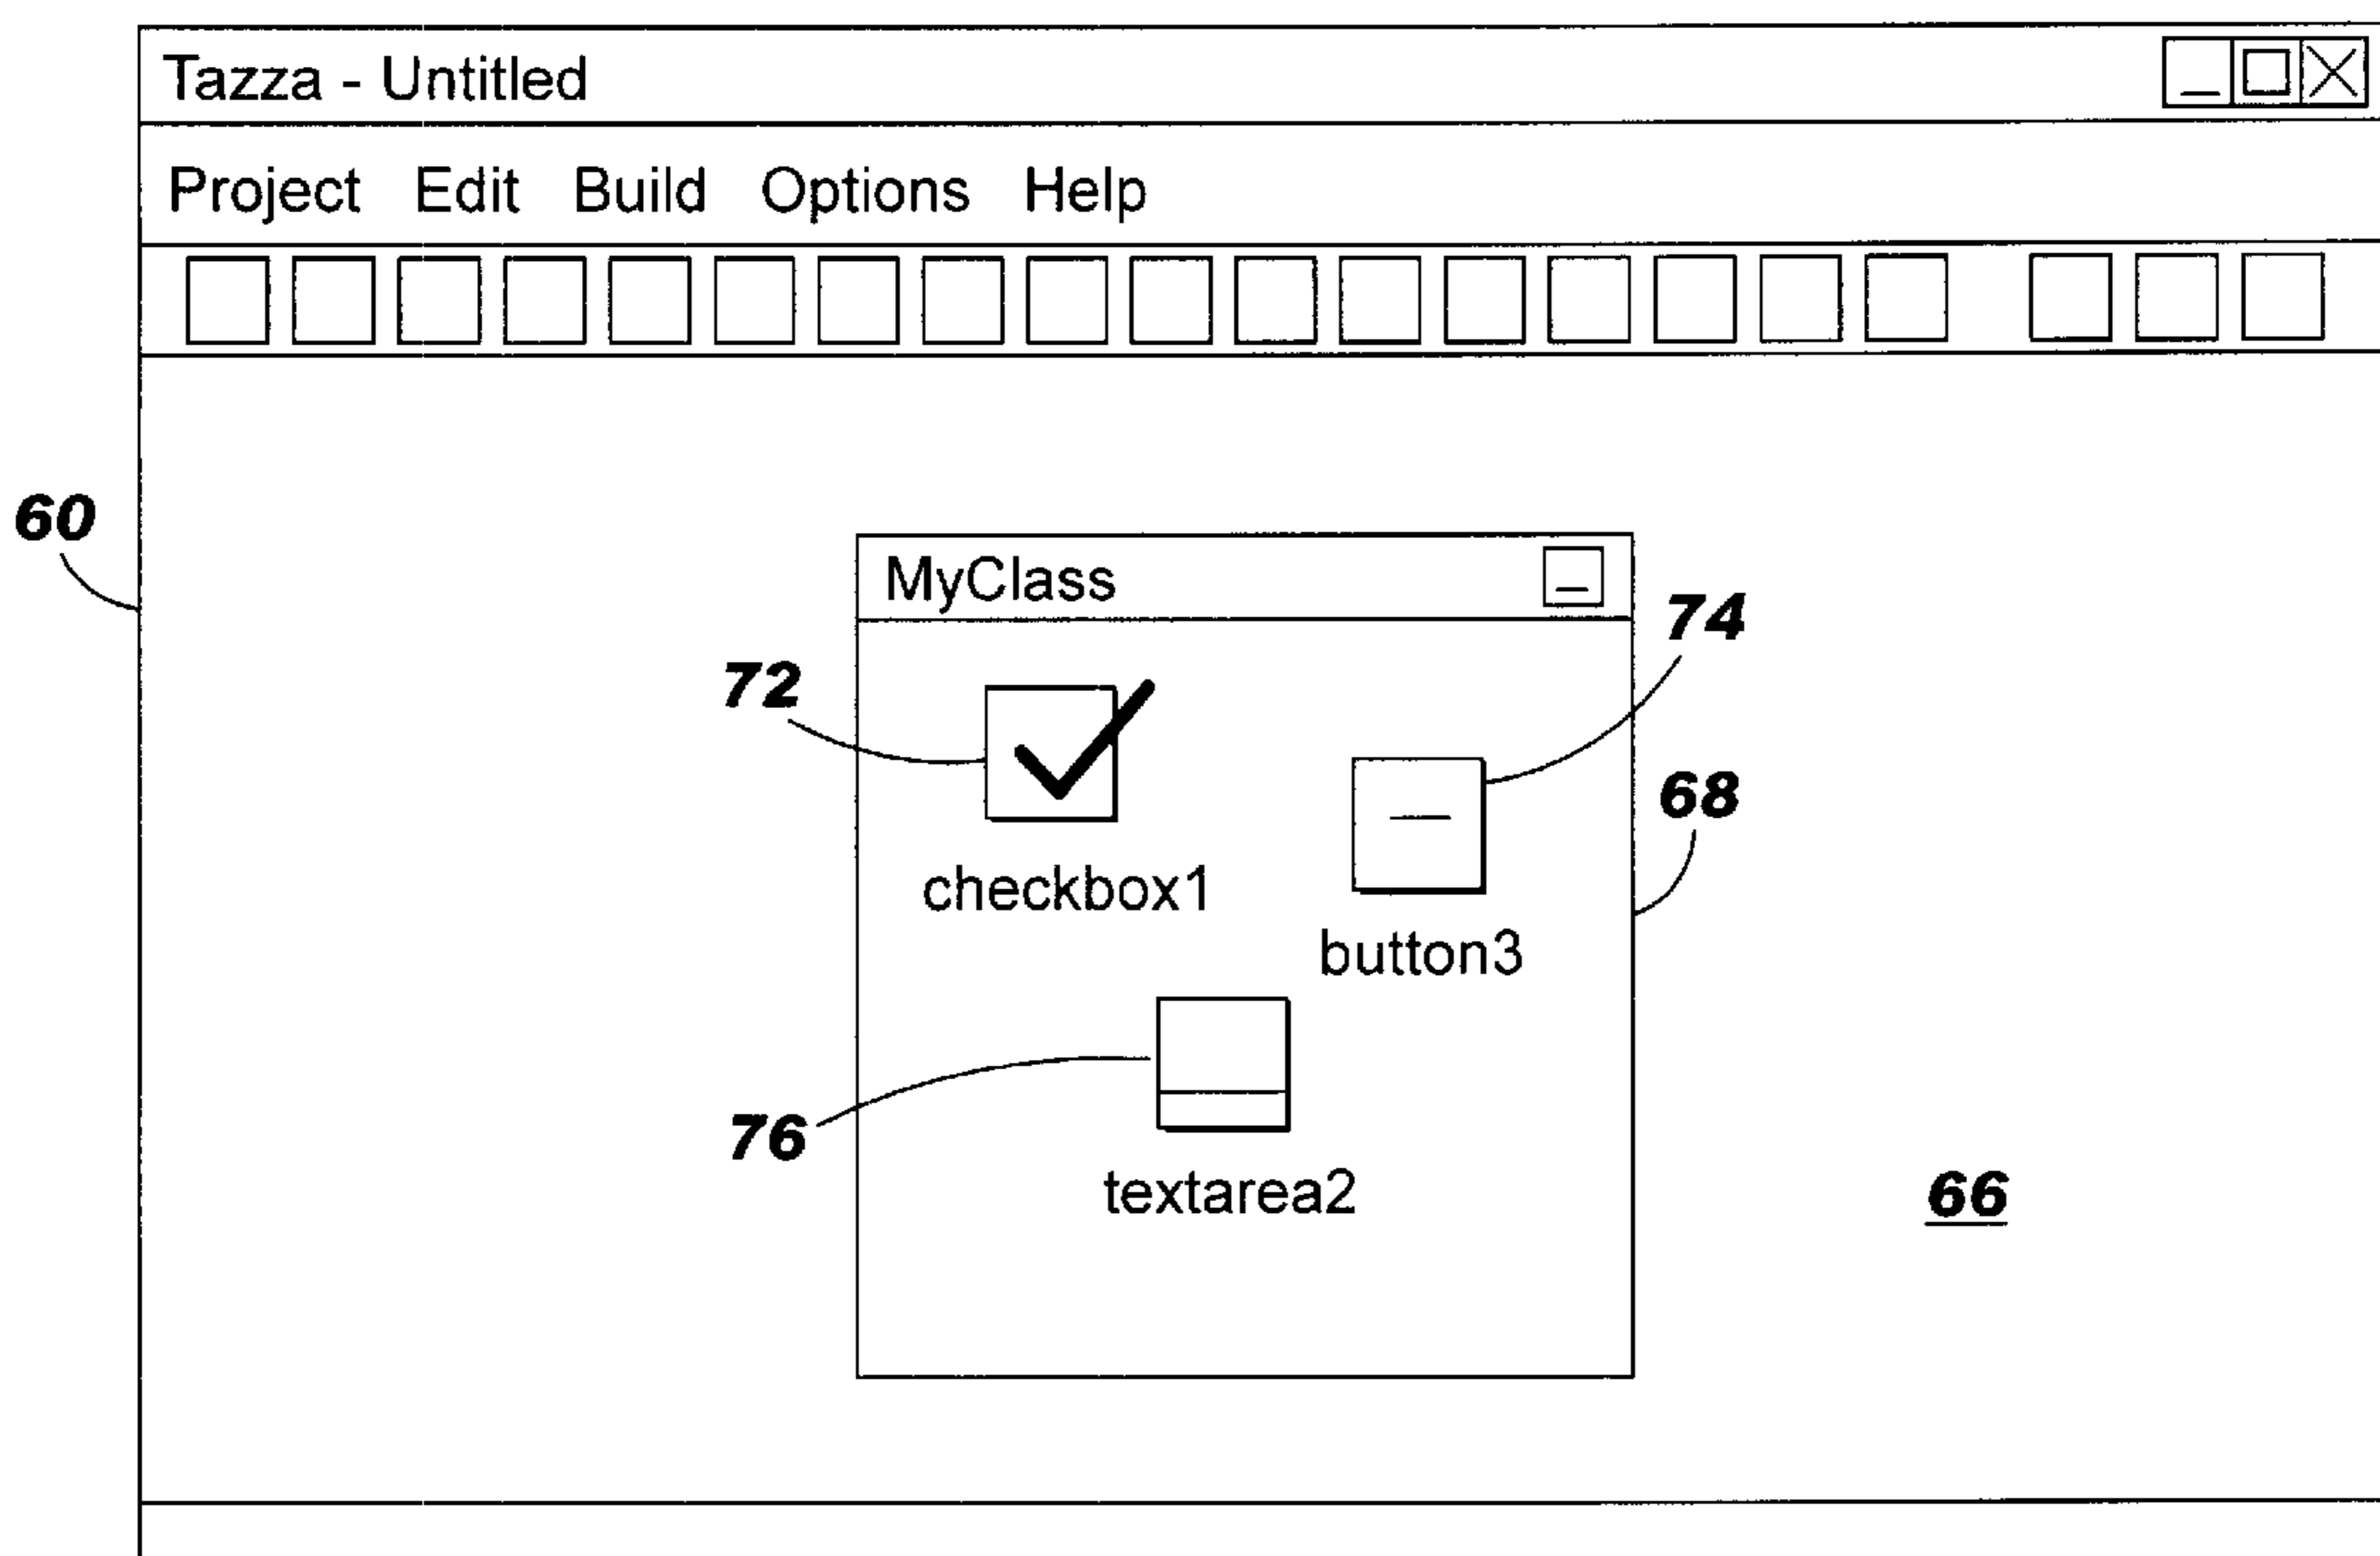 Tazza - Untitled
Project Edit Build Options Help
60
MyClass
74
72
68
checkbox1
button3
76
textarea2
66